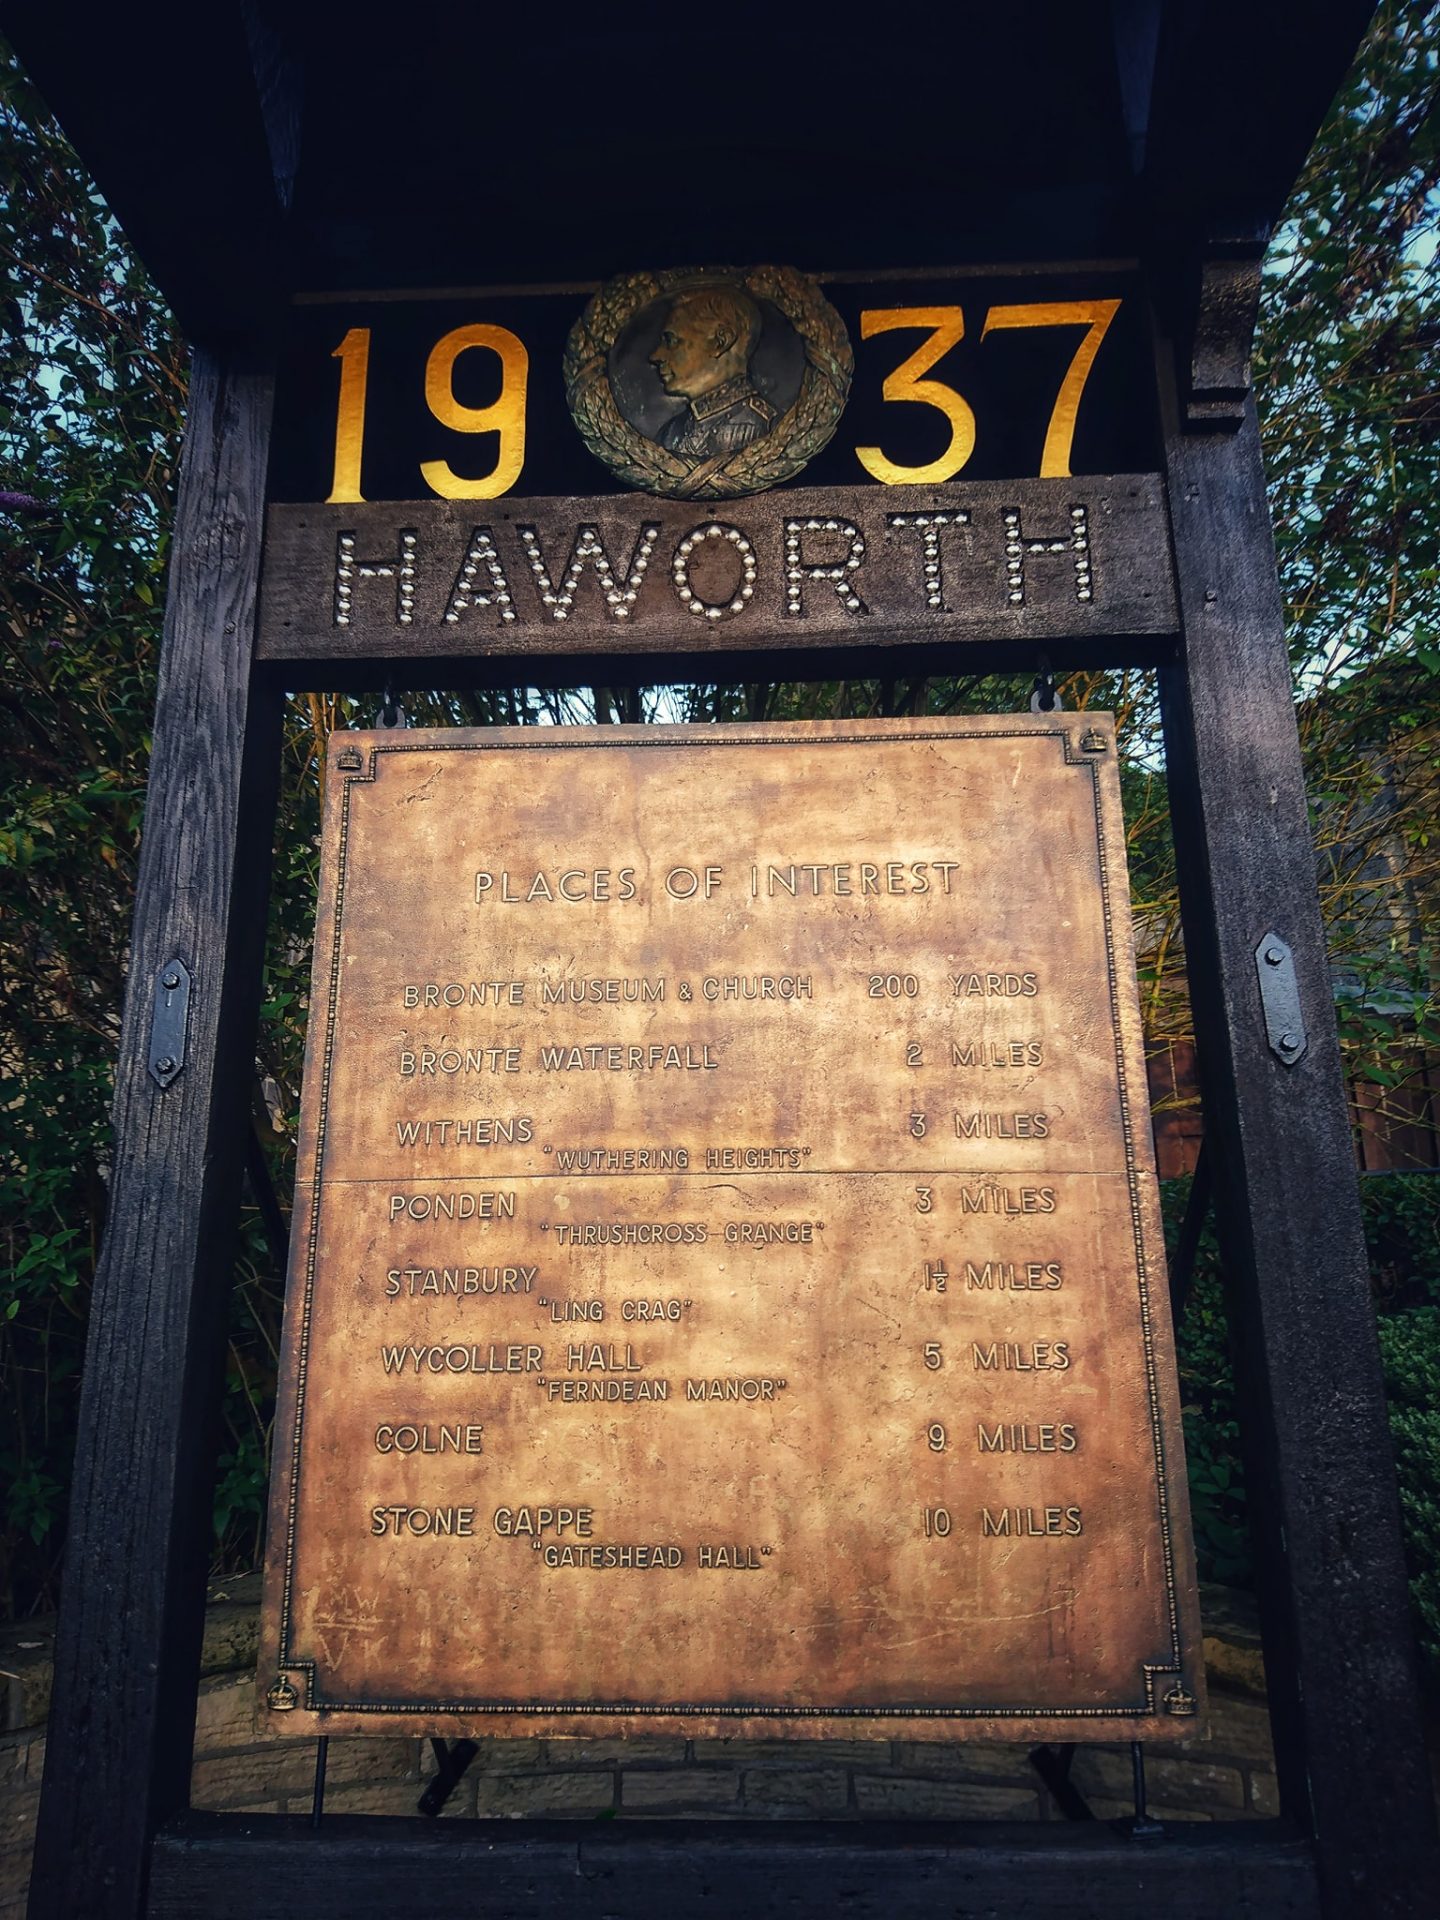 1937
HAWORTH
PLACES OF INTEREST
BRONTE MUSEUM & CHURCH 200 YARDS
BRONTE WATERFALL 2 MILES
WITHENS 3 MILES
"WUTHERING HEIGHTS"
PONDEN 3 MILES
"THRUSHCROSS GRANGE"
STANBURY 1½ MILES
"LING CRAG"
WYCOLLER HALL 5 MILES
"FERNDEAN MANOR"
COLNE 9 MILES
STONE GAPPE 10 MILES
"GATESHEAD HALL"
MW
VK